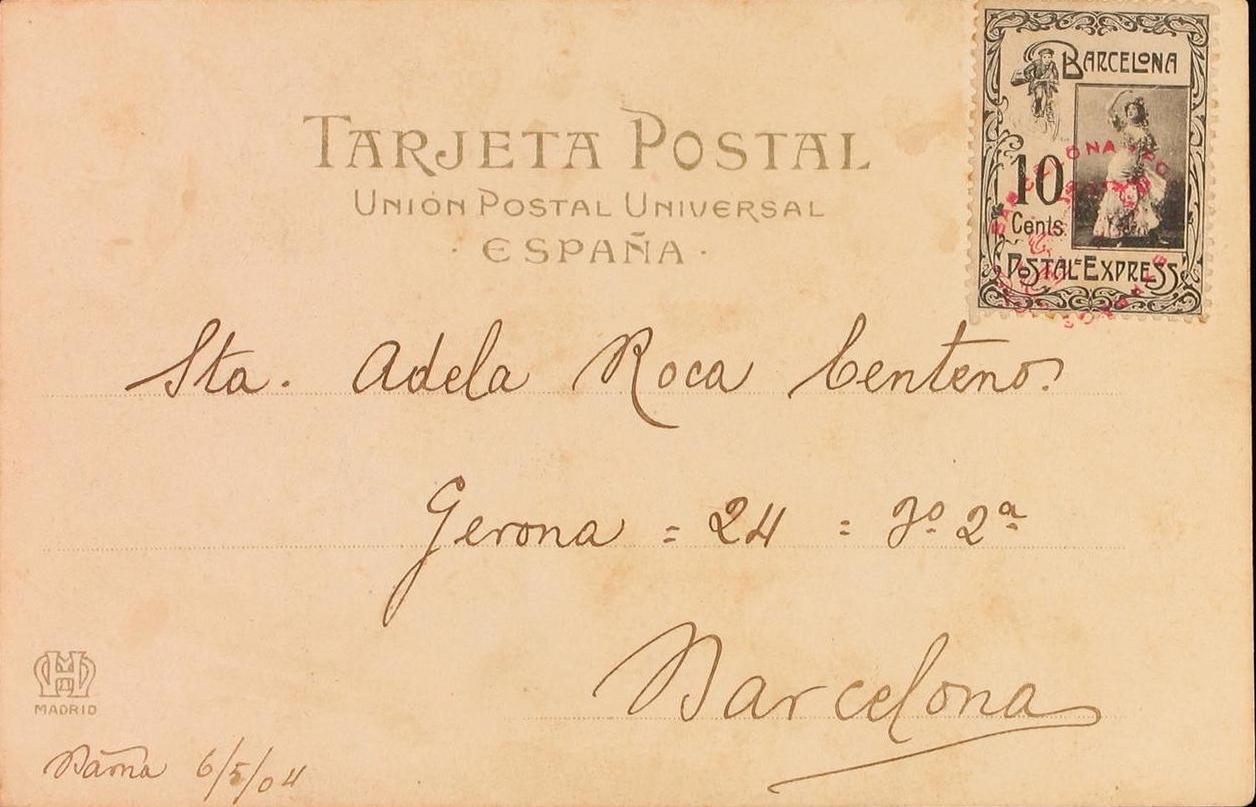 TARJETA POSTAL
UNIÓN POSTAL UNIVERSAL
· ESPAÑA ·
BARCELONA
10
Cents.
POSTAL-EXPRESS
Sta. Adela Roca Centeno.
Gerona = 24 = 3º 2ª
Barcelona
MADRID
Barna 6/5/04